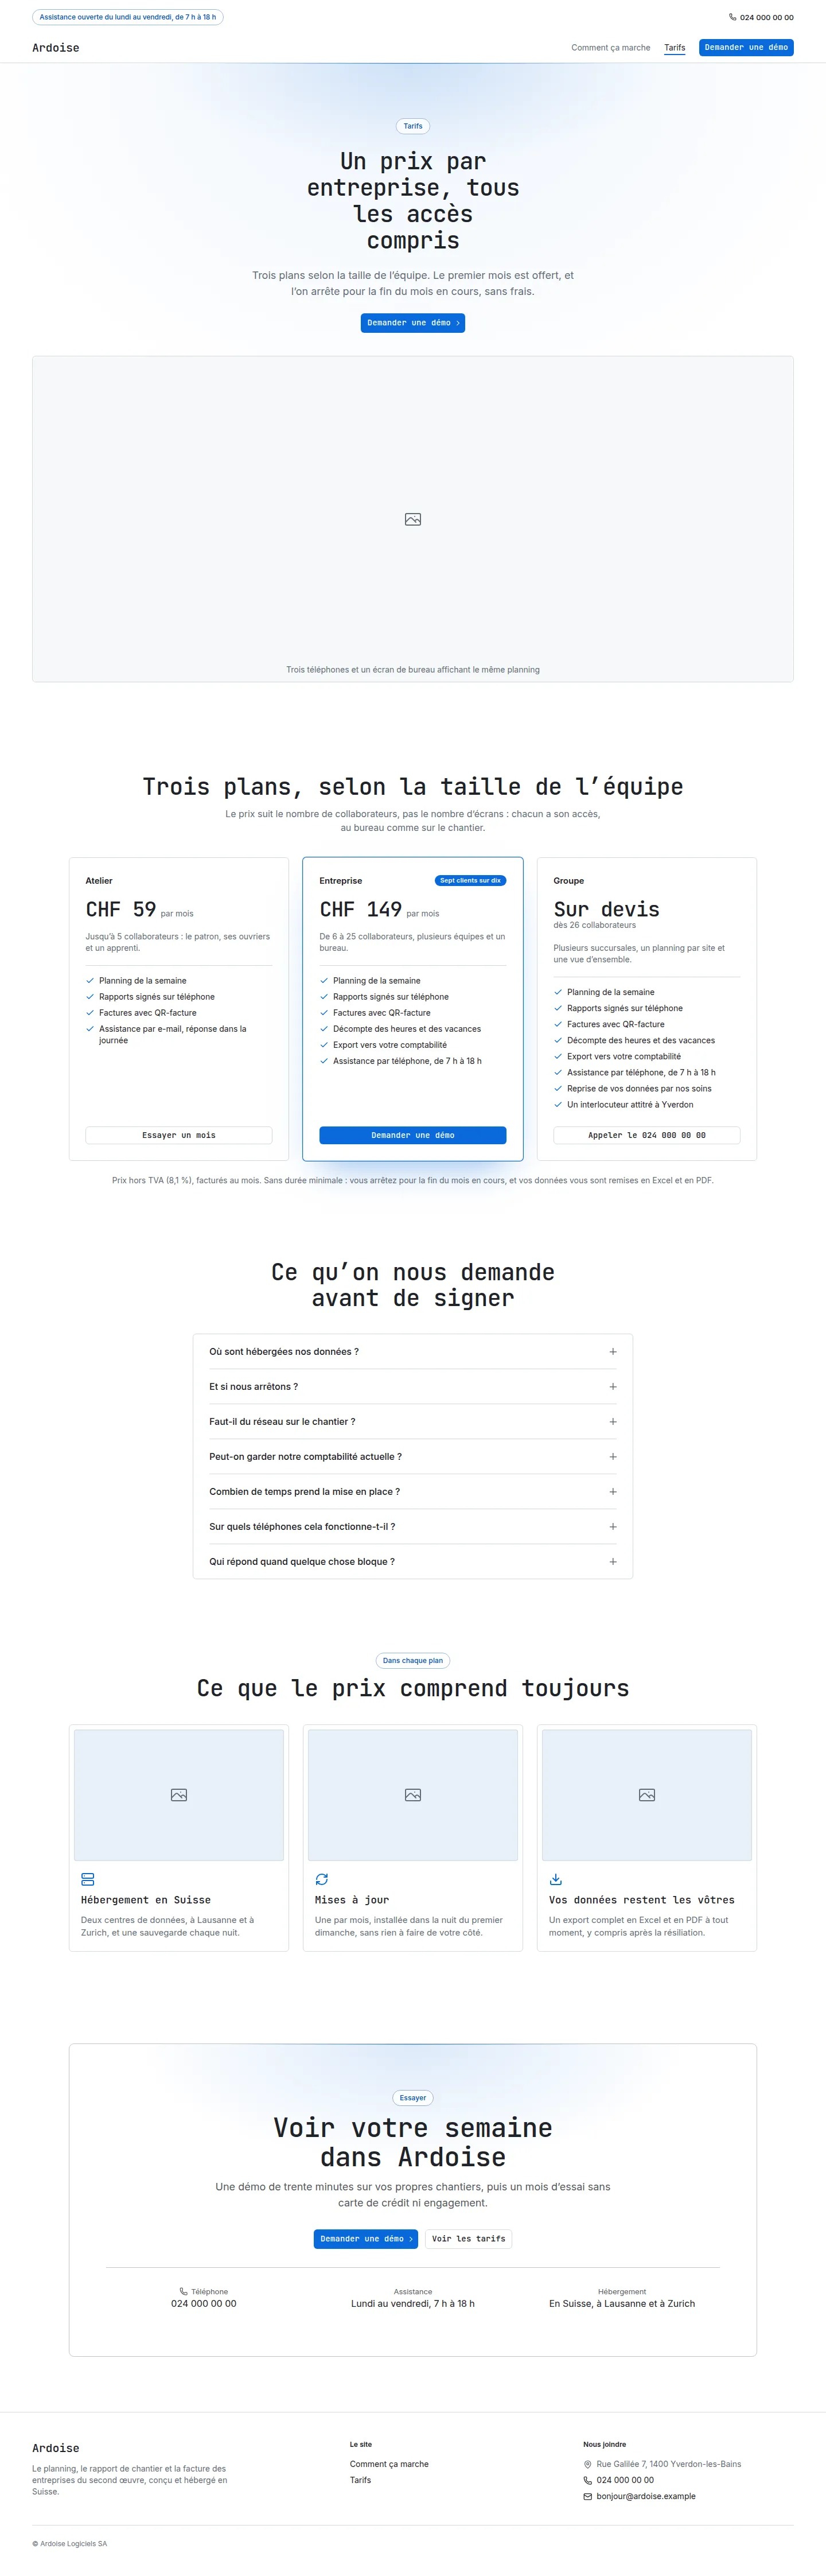 Assistance ouverte du lundi au vendredi, de 7 h à 18 h
024 000 00 00
Ardoise
Comment ça marche
Tarifs
Demander une démo
Tarifs
Un prix par
entreprise, tous
les accès
compris
Trois plans selon la taille de l’équipe. Le premier mois est offert, et
l’on arrête pour la fin du mois en cours, sans frais.
Demander une démo
Trois téléphones et un écran de bureau affichant le même planning
Trois plans, selon la taille de l’équipe
Le prix suit le nombre de collaborateurs, pas le nombre d’écrans : chacun a son accès,
au bureau comme sur le chantier.
Atelier
CHF 59 par mois
Jusqu’à 5 collaborateurs : le patron, ses ouvriers
et un apprenti.
Planning de la semaine
Rapports signés sur téléphone
Factures avec QR-facture
Assistance par e-mail, réponse dans la
journée
Essayer un mois
Entreprise
Sept clients sur dix
CHF 149 par mois
De 6 à 25 collaborateurs, plusieurs équipes et un
bureau.
Planning de la semaine
Rapports signés sur téléphone
Factures avec QR-facture
Décompte des heures et des vacances
Export vers votre comptabilité
Assistance par téléphone, de 7 h à 18 h
Demander une démo
Groupe
Sur devis
dès 26 collaborateurs
Plusieurs succursales, un planning par site et
une vue d’ensemble.
Planning de la semaine
Rapports signés sur téléphone
Factures avec QR-facture
Décompte des heures et des vacances
Export vers votre comptabilité
Assistance par téléphone, de 7 h à 18 h
Reprise de vos données par nos soins
Un interlocuteur attitré à Yverdon
Appeler le 024 000 00 00
Prix hors TVA (8,1 %), facturés au mois. Sans durée minimale : vous arrêtez pour la fin du mois en cours, et vos données vous sont remises en Excel et en PDF.
Ce qu’on nous demande
avant de signer
Où sont hébergées nos données ?
Et si nous arrêtons ?
Faut-il du réseau sur le chantier ?
Peut-on garder notre comptabilité actuelle ?
Combien de temps prend la mise en place ?
Sur quels téléphones cela fonctionne-t-il ?
Qui répond quand quelque chose bloque ?
Dans chaque plan
Ce que le prix comprend toujours
Hébergement en Suisse
Deux centres de données, à Lausanne et à
Zurich, et une sauvegarde chaque nuit.
Mises à jour
Une par mois, installée dans la nuit du premier
dimanche, sans rien à faire de votre côté.
Vos données restent les vôtres
Un export complet en Excel et en PDF à tout
moment, y compris après la résiliation.
Essayer
Voir votre semaine
dans Ardoise
Une démo de trente minutes sur vos propres chantiers, puis un mois d’essai sans
carte de crédit ni engagement.
Demander une démo
Voir les tarifs
Téléphone
024 000 00 00
Assistance
Lundi au vendredi, 7 h à 18 h
Hébergement
En Suisse, à Lausanne et à Zurich
Ardoise
Le planning, le rapport de chantier et la facture des
entreprises du second œuvre, conçu et hébergé en
Suisse.
Le site
Comment ça marche
Tarifs
Nous joindre
Rue Galilée 7, 1400 Yverdon-les-Bains
024 000 00 00
bonjour@ardoise.example
© Ardoise Logiciels SA